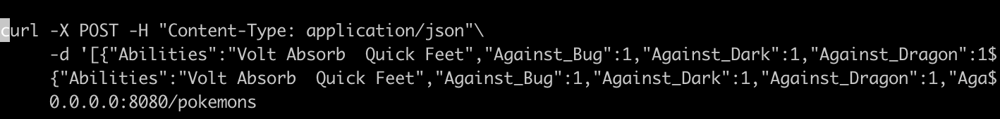 curl -X POST -H "Content-Type: application/json"\
-d '[{"Abilities":"Volt Absorb  Quick Feet","Against_Bug":1,"Against_Dark":1,"Against_Dragon":1$
{"Abilities":"Volt Absorb  Quick Feet","Against_Bug":1,"Against_Dark":1,"Against_Dragon":1,"Aga$
0.0.0.0:8080/pokemons